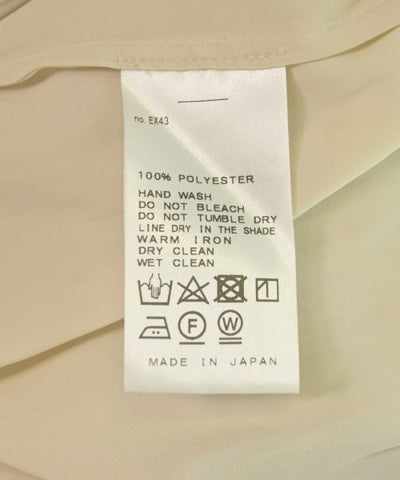 no. EX43
100% POLYESTER
HAND WASH
DO NOT BLEACH
DO NOT TUMBLE DRY
LINE DRY IN THE SHADE
WARM IRON
DRY CLEAN
WET CLEAN
F W
MADE IN JAPAN